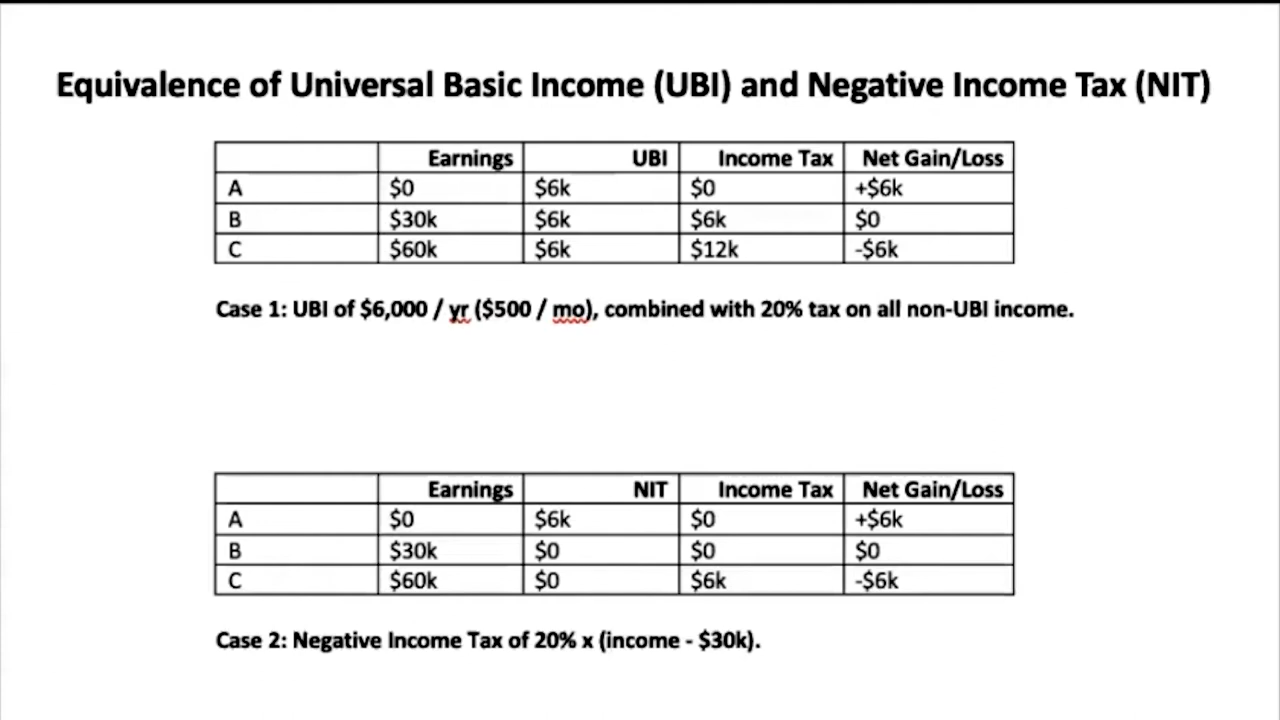 Equivalence of Universal Basic Income (UBI) and Negative Income Tax (NIT)
Earnings UBI Income Tax Net Gain/Loss
A $0 $6k $0 +$6k
B $30k $6k $6k $0
C $60k $6k $12k -$6k
Case 1: UBI of $6,000 / yr ($500 / mo), combined with 20% tax on all non-UBI income.
Earnings NIT Income Tax Net Gain/Loss
A $0 $6k $0 +$6k
B $30k $0 $0 $0
C $60k $0 $6k -$6k
Case 2: Negative Income Tax of 20% x (income - $30k).